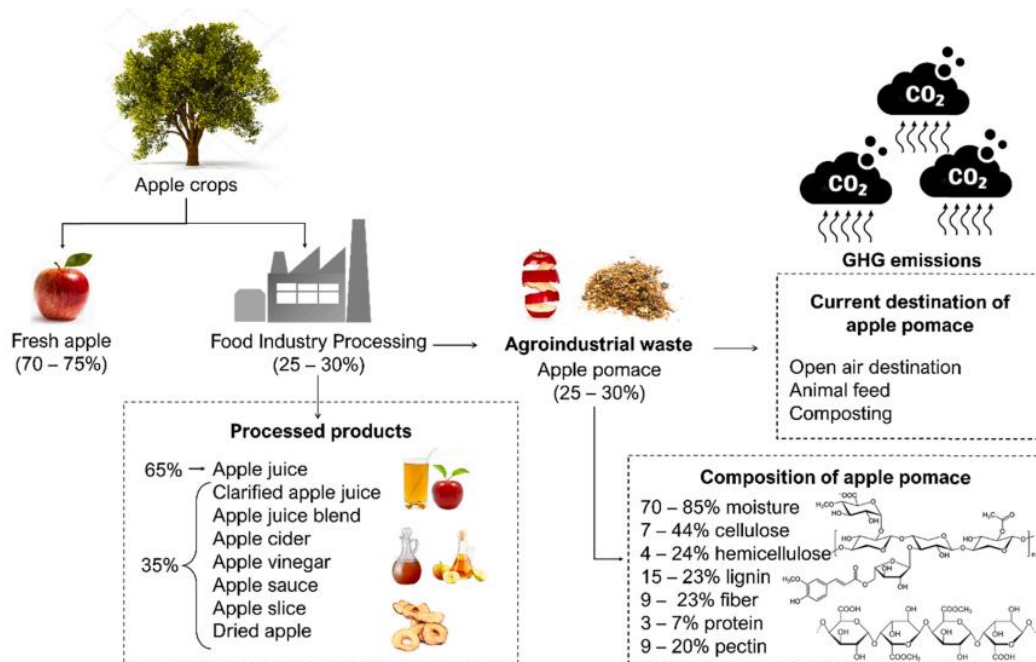 Apple crops
Fresh apple
(70 – 75%)
Food Industry Processing
(25 – 30%)
Agroindustrial waste
Apple pomace
(25 – 30%)
CO₂
CO₂
CO₂
GHG emissions
Current destination of
apple pomace
Open air destination
Animal feed
Composting
Processed products
65%
Apple juice
35%
Clarified apple juice
Apple juice blend
Apple cider
Apple vinegar
Apple sauce
Apple slice
Dried apple
Composition of apple pomace
70 – 85% moisture
7 – 44% cellulose
4 – 24% hemicellulose
15 – 23% lignin
9 – 23% fiber
3 – 7% protein
9 – 20% pectin